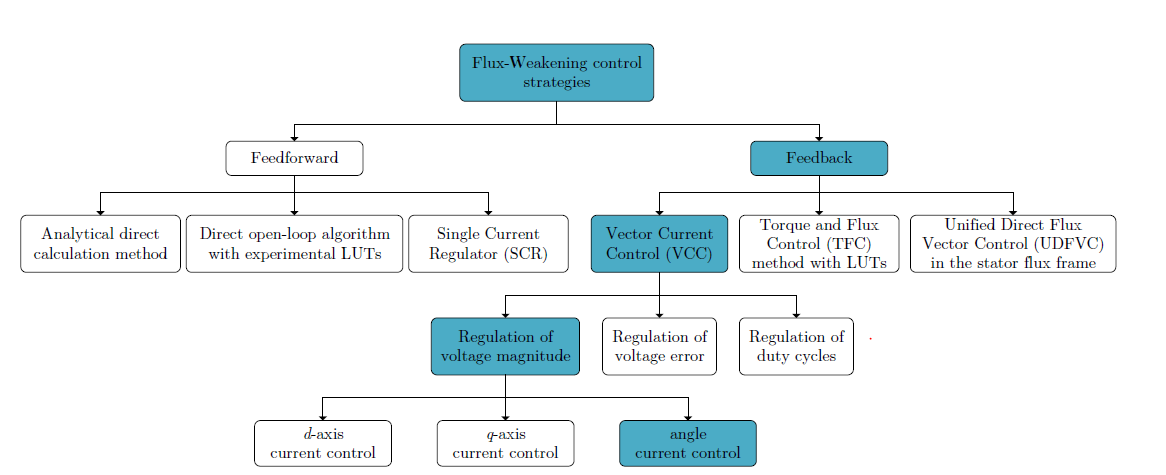 Flux-Weakening control
strategies
Feedforward
Feedback
Analytical direct
calculation method
Direct open-loop algorithm
with experimental LUTs
Single Current
Regulator (SCR)
Vector Current
Control (VCC)
Torque and Flux
Control (TFC)
method with LUTs
Unified Direct Flux
Vector Control (UDFVC)
in the stator flux frame
Regulation of
voltage magnitude
Regulation of
voltage error
Regulation of
duty cycles
d-axis
current control
q-axis
current control
angle
current control